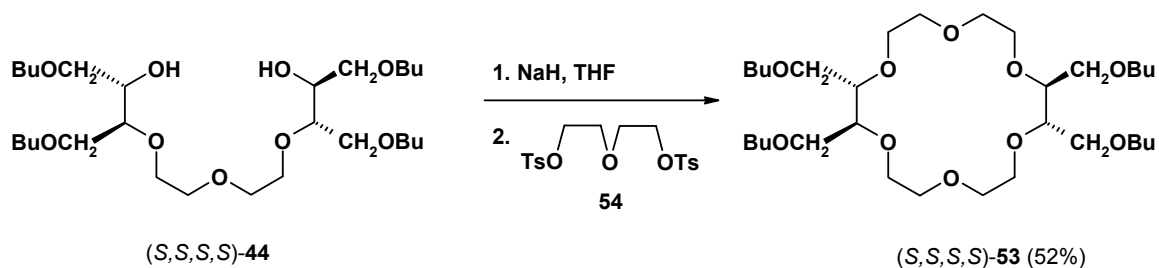 BuOCH₂ OH HO CH₂OBu
BuOCH₂ O O CH₂OBu
O
(S,S,S,S)-44
1. NaH, THF
2.
TsO O OTs
54
O
BuOCH₂ O O CH₂OBu
BuOCH₂ O O CH₂OBu
O
(S,S,S,S)-53 (52%)